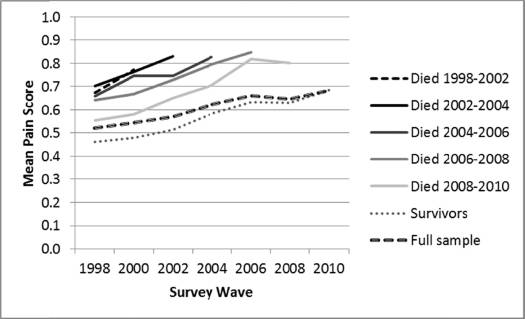 1.0
0.9
0.8
0.7
0.6
0.5
0.4
0.3
0.2
0.1
0.0
Mean Pain Score
1998 2000 2002 2004 2006 2008 2010
Survey Wave
Died 1998-2002
Died 2002-2004
Died 2004-2006
Died 2006-2008
Died 2008-2010
Survivors
Full sample